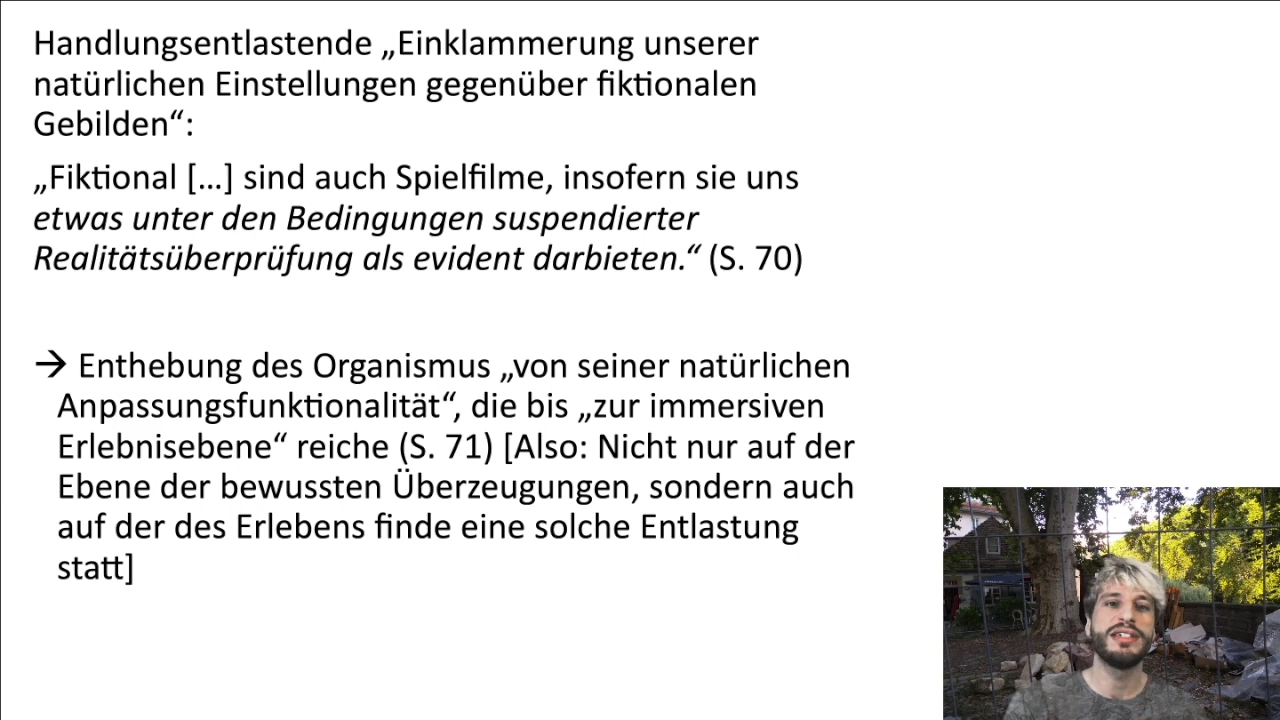 Handlungsentlastende „Einklammerung unserer
natürlichen Einstellungen gegenüber fiktionalen
Gebilden“:
„Fiktional […] sind auch Spielfilme, insofern sie uns
etwas unter den Bedingungen suspendierter
Realitätsüberprüfung als evident darbieten.“ (S. 70)
→ Enthebung des Organismus „von seiner natürlichen
Anpassungsfunktionalität“, die bis „zur immersiven
Erlebnisebene“ reiche (S. 71) [Also: Nicht nur auf der
Ebene der bewussten Überzeugungen, sondern auch
auf der des Erlebens finde eine solche Entlastung
statt]